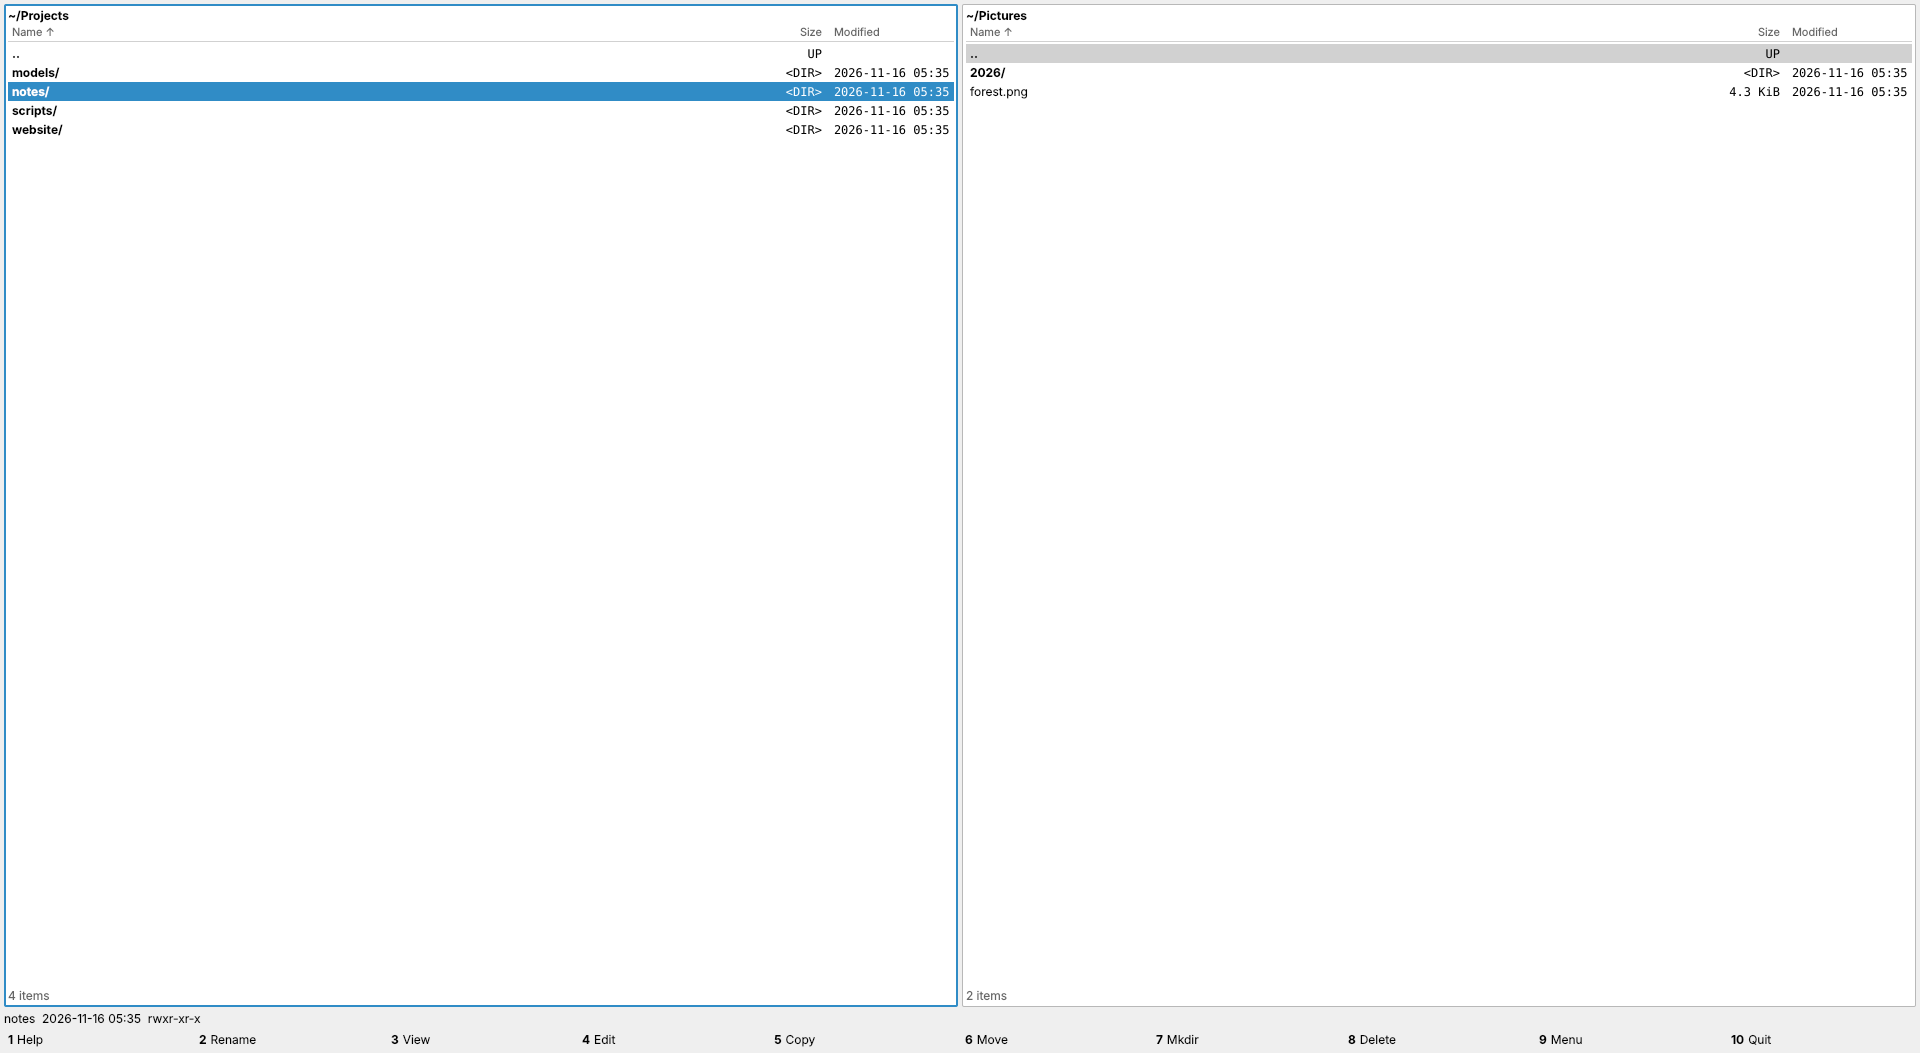 ~/Projects
Name ↑ Size Modified
.. UP
models/ <DIR> 2026-11-16 05:35
notes/ <DIR> 2026-11-16 05:35
scripts/ <DIR> 2026-11-16 05:35
website/ <DIR> 2026-11-16 05:35
4 items
~/Pictures
Name ↑ Size Modified
.. UP
2026/ <DIR> 2026-11-16 05:35
forest.png 4.3 KiB 2026-11-16 05:35
2 items
notes 2026-11-16 05:35 rwxr-xr-x
1 Help 2 Rename 3 View 4 Edit 5 Copy 6 Move 7 Mkdir 8 Delete 9 Menu 10 Quit